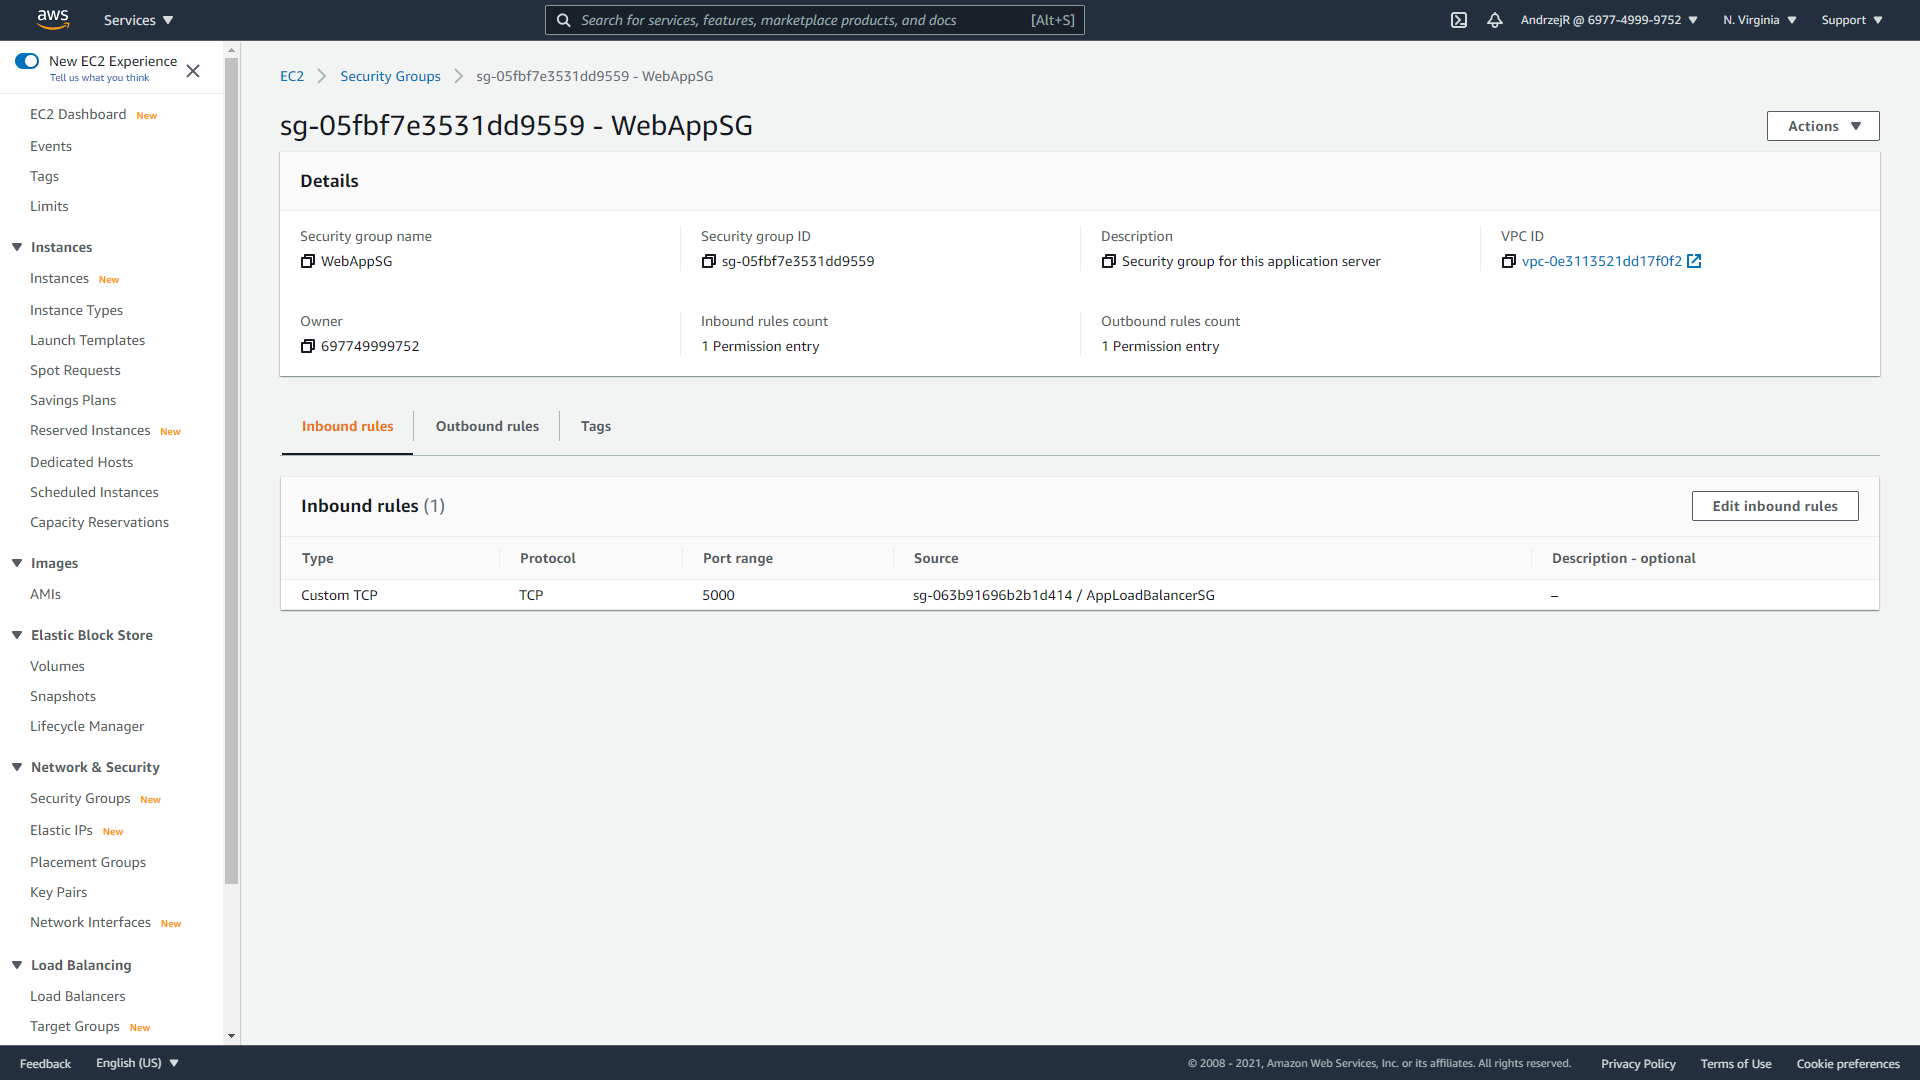 aws
Services
Search for services, features, marketplace products, and docs [Alt+S]
AndrzejR @ 6977-4999-9752
N. Virginia
Support
New EC2 Experience
Tell us what you think
EC2 Dashboard New
Events
Tags
Limits
Instances
Instances New
Instance Types
Launch Templates
Spot Requests
Savings Plans
Reserved Instances New
Dedicated Hosts
Scheduled Instances
Capacity Reservations
Images
AMIs
Elastic Block Store
Volumes
Snapshots
Lifecycle Manager
Network & Security
Security Groups New
Elastic IPs New
Placement Groups
Key Pairs
Network Interfaces New
Load Balancing
Load Balancers
Target Groups New
EC2 > Security Groups > sg-05fbf7e3531dd9559 - WebAppSG
sg-05fbf7e3531dd9559 - WebAppSG
Actions
Details
Security group name
WebAppSG
Security group ID
sg-05fbf7e3531dd9559
Description
Security group for this application server
VPC ID
vpc-0e3113521dd17f0f2
Owner
697749999752
Inbound rules count
1 Permission entry
Outbound rules count
1 Permission entry
Inbound rules
Outbound rules
Tags
Inbound rules (1)
Edit inbound rules
Type Protocol Port range Source Description - optional
Custom TCP TCP 5000 sg-063b91696b2b1d414 / AppLoadBalancerSG –
Feedback
English (US)
© 2008 - 2021, Amazon Web Services, Inc. or its affiliates. All rights reserved.
Privacy Policy
Terms of Use
Cookie preferences